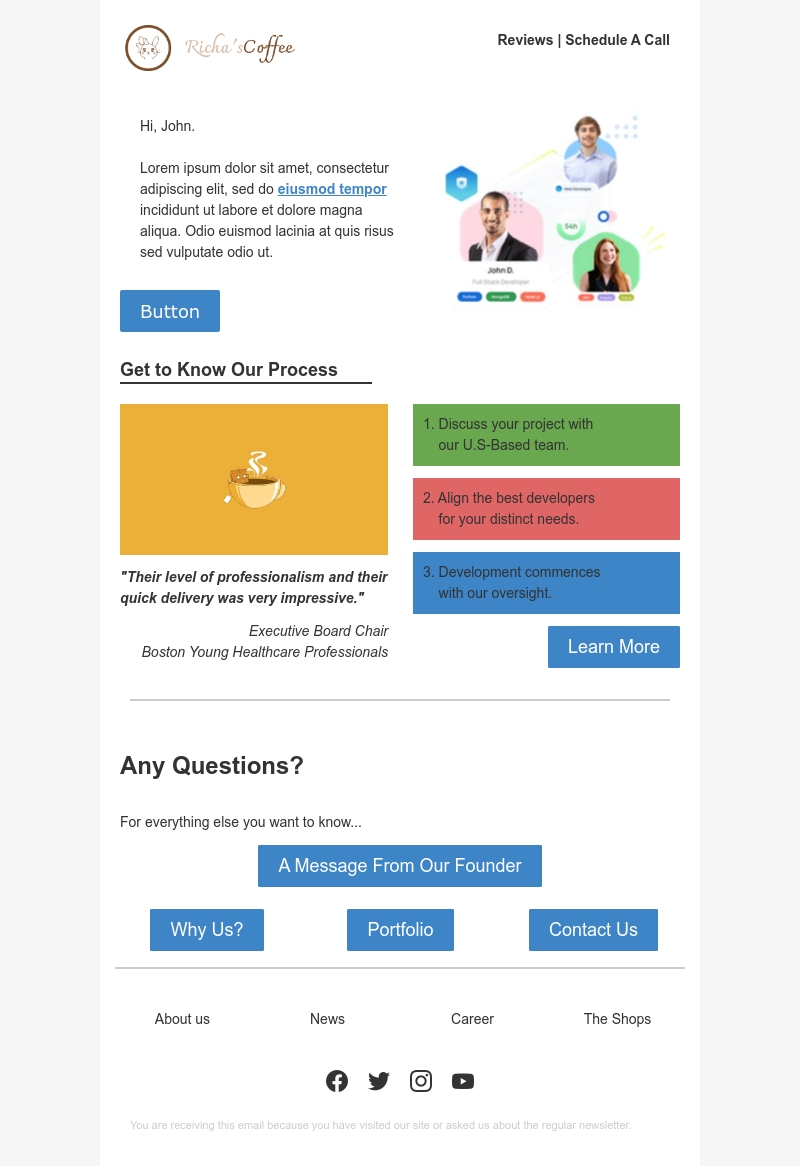 Richa'sCoffee
Reviews | Schedule A Call
Hi, John.
Lorem ipsum dolor sit amet, consectetur
adipiscing elit, sed do eiusmod tempor
incididunt ut labore et dolore magna
aliqua. Odio euismod lacinia at quis risus
sed vulputate odio ut.
Web Developer
54h
John D.
Full Stack Developer
Python
MongoDB
Button
Get to Know Our Process
1. Discuss your project with
our U.S-Based team.
2. Align the best developers
for your distinct needs.
3. Development commences
with our oversight.
"Their level of professionalism and their
quick delivery was very impressive."
Executive Board Chair
Boston Young Healthcare Professionals
Learn More
Any Questions?
For everything else you want to know...
A Message From Our Founder
Why Us?
Portfolio
Contact Us
About us
News
Career
The Shops
You are receiving this email because you have visited our site or asked us about the regular newsletter.